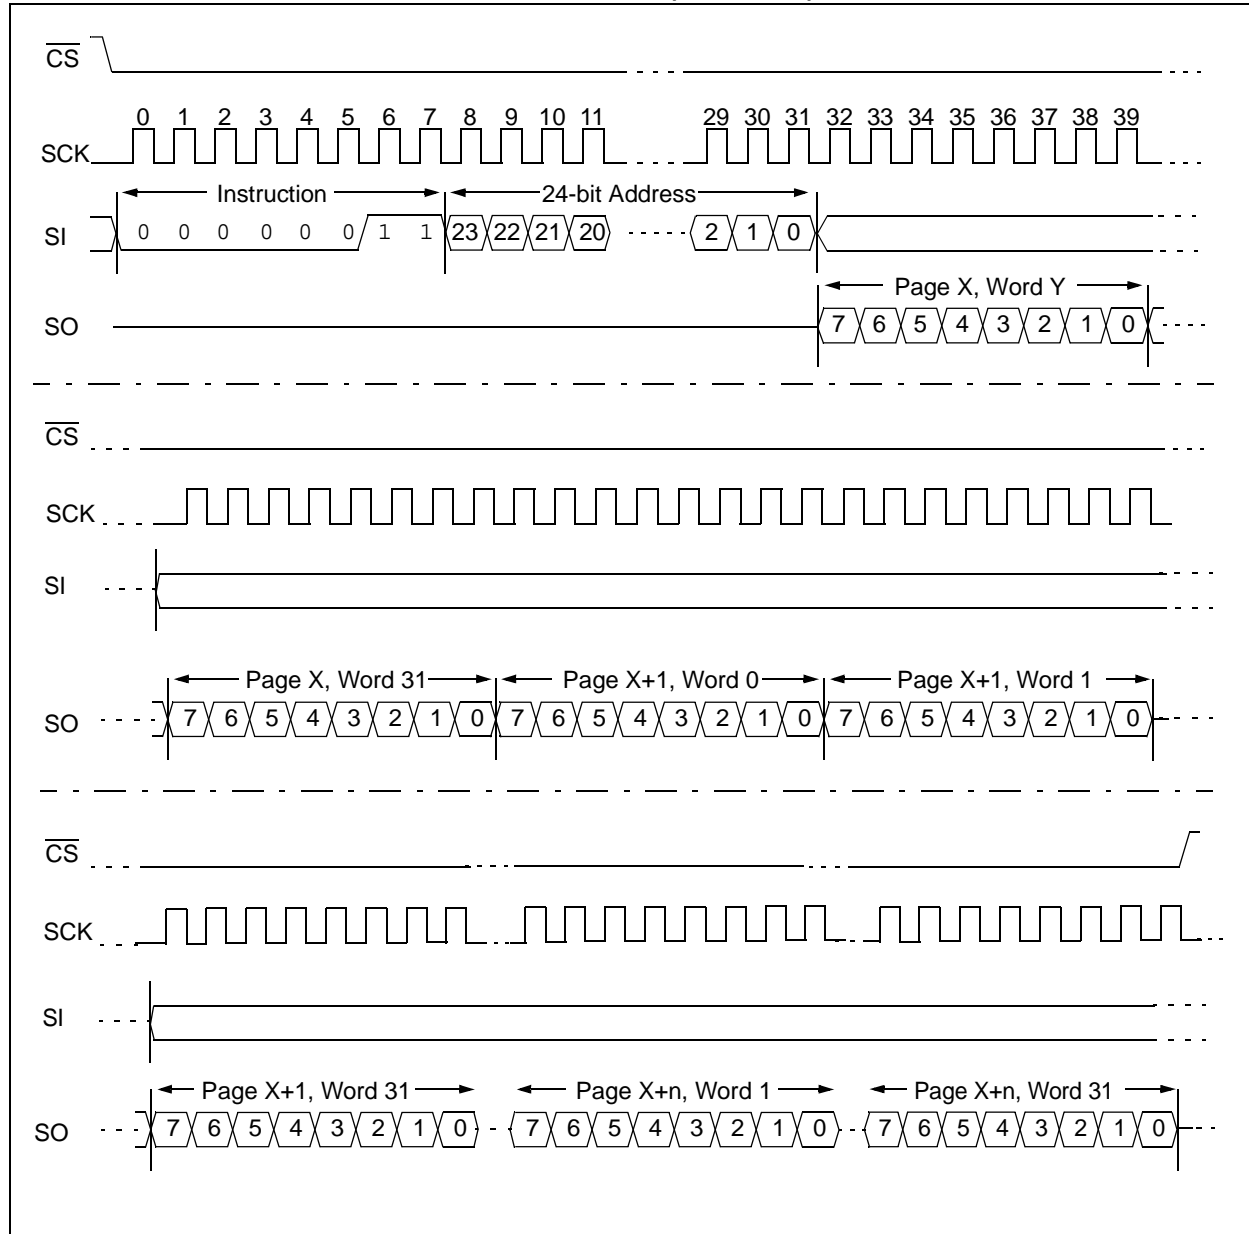 CS
0 1 2 3 4 5 6 7 8 9 10 11 29 30 31 32 33 34 35 36 37 38 39
SCK
Instruction 24-bit Address
SI 0 0 0 0 0 0 1 1 23 22 21 20 2 1 0
Page X, Word Y
SO 7 6 5 4 3 2 1 0
CS
SCK
SI
Page X, Word 31 Page X+1, Word 0 Page X+1, Word 1
SO 7 6 5 4 3 2 1 0 7 6 5 4 3 2 1 0 7 6 5 4 3 2 1 0
CS
SCK
SI
Page X+1, Word 31 Page X+n, Word 1 Page X+n, Word 31
SO 7 6 5 4 3 2 1 0 7 6 5 4 3 2 1 0 7 6 5 4 3 2 1 0